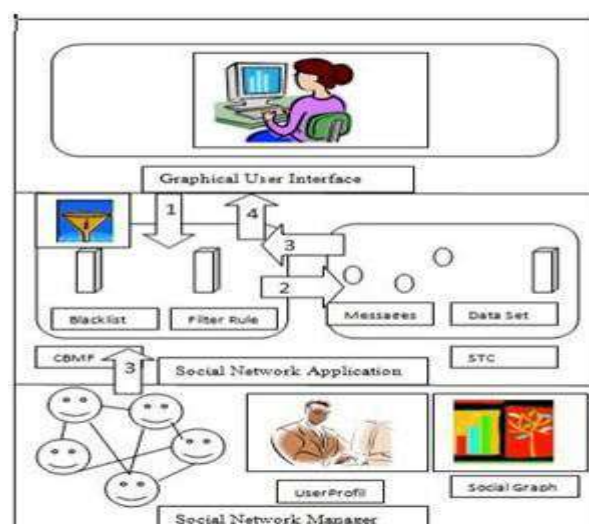 Graphical User Interface
1
4
3
2
Blacklist
Filter Rule
Messages
Data Set
CBMF
3
Social Network Application
STC
UserProfil
Social Graph
Social Network Manager